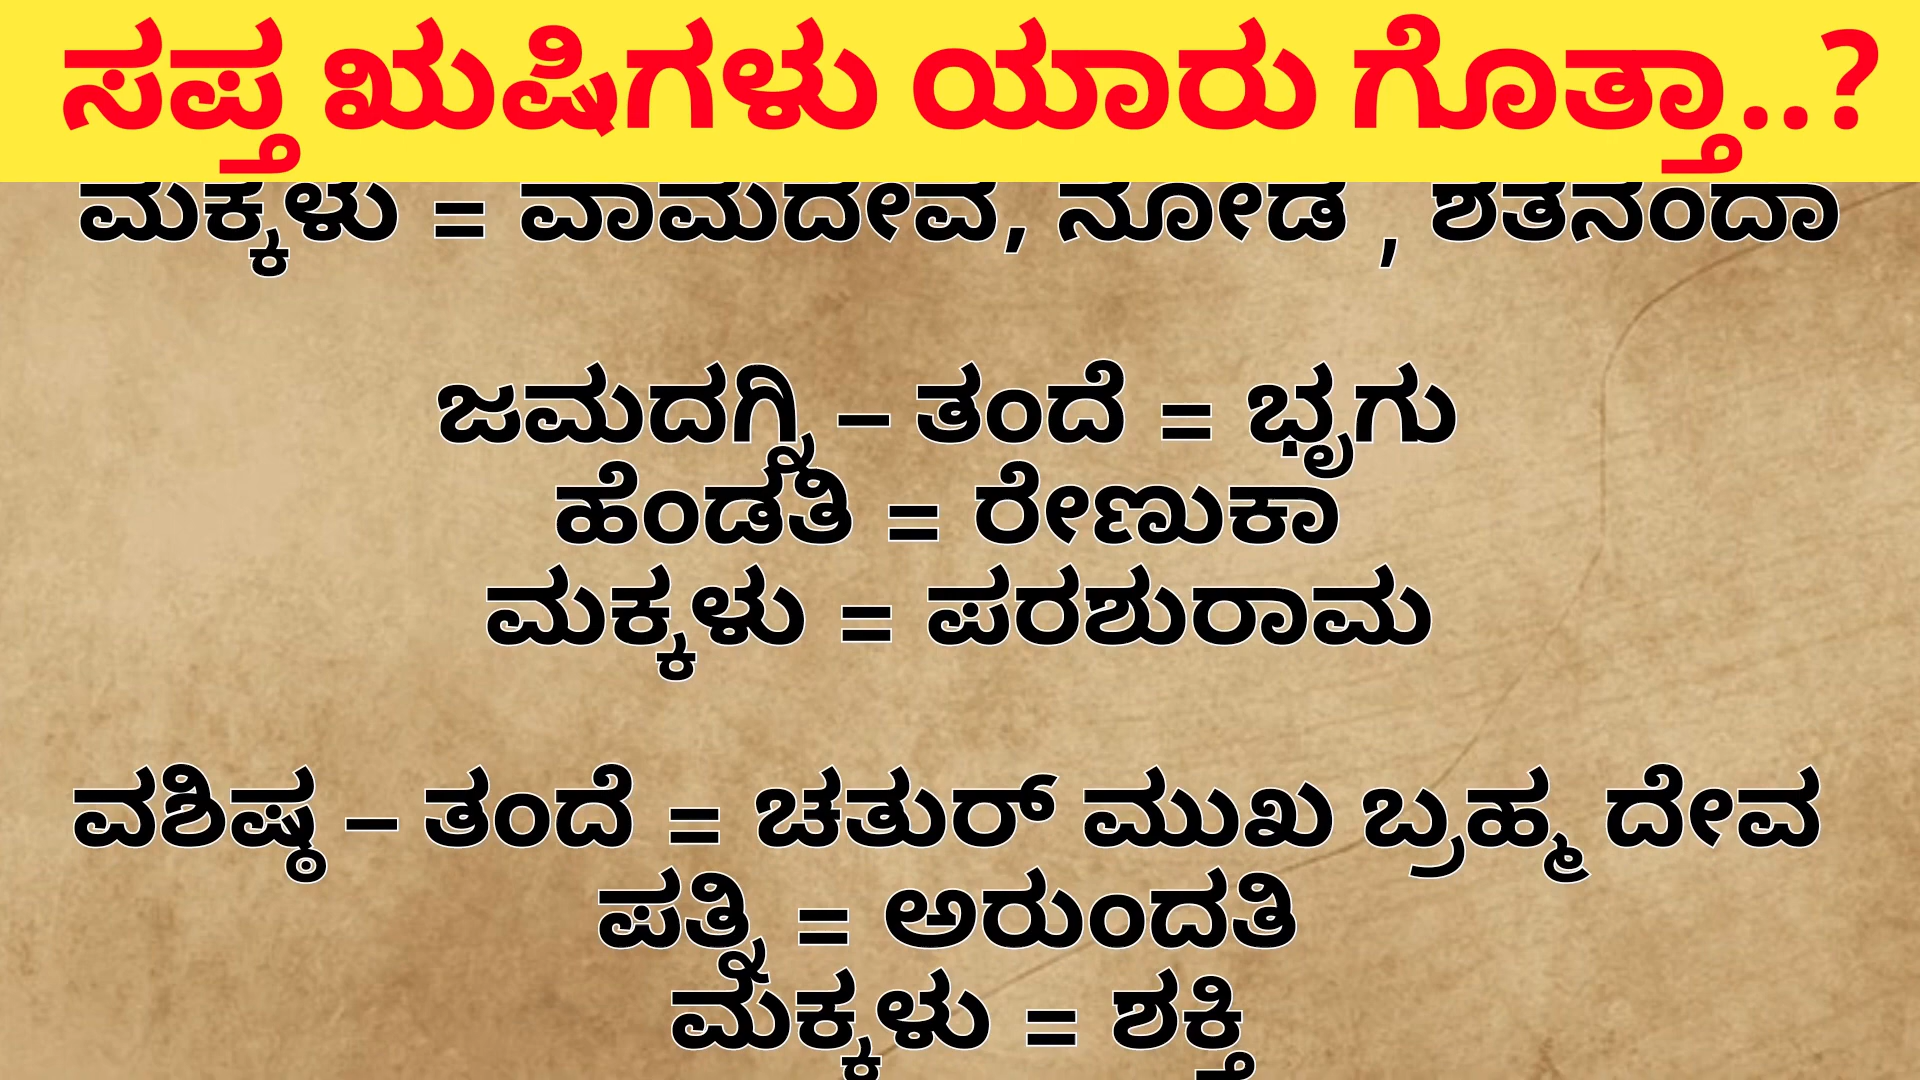 ಸಪ್ತ ಋಷಿಗಳು ಯಾರು ಗೊತ್ತಾ..?
ಮಕ್ಕಳು = ವಾಮದೇವ, ನೋಡ , ಶತನಂದಾ
ಜಮದಗ್ನಿ – ತಂದೆ = ಭೃಗು
ಹೆಂಡತಿ = ರೇಣುಕಾ
ಮಕ್ಕಳು = ಪರಶುರಾಮ
ವಶಿಷ್ಠ – ತಂದೆ = ಚತುರ್ ಮುಖ ಬ್ರಹ್ಮ ದೇವ
ಪತ್ನಿ = ಅರುಂದತಿ
ಮಕ್ಕಳು = ಶಕ್ತಿ